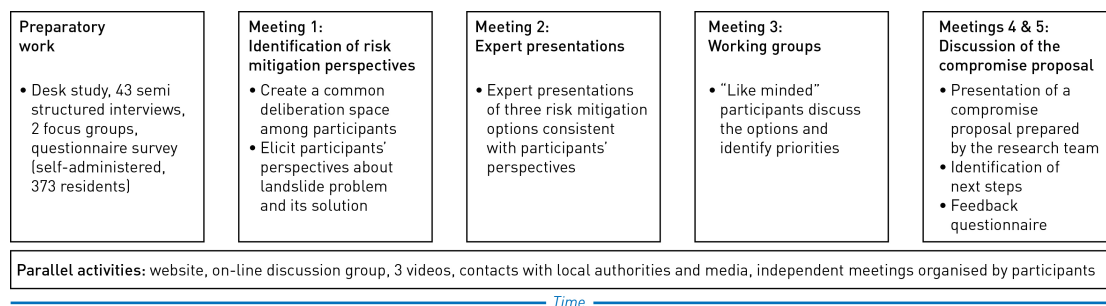 Preparatory
work
• Desk study, 43 semi
structured interviews,
2 focus groups,
questionnaire survey
(self-administered,
373 residents)
Meeting 1:
Identification of risk
mitigation perspectives
• Create a common
deliberation space
among participants
• Elicit participants’
perspectives about
landslide problem
and its solution
Meeting 2:
Expert presentations
• Expert presentations
of three risk mitigation
options consistent
with participants’
perspectives
Meeting 3:
Working groups
• “Like minded”
participants discuss
the options and
identify priorities
Meetings 4 & 5:
Discussion of the
compromise proposal
• Presentation of a
compromise
proposal prepared
by the research team
• Identification of
next steps
• Feedback
questionnaire
Parallel activities: website, on-line discussion group, 3 videos, contacts with local authorities and media, independent meetings organised by participants
Time